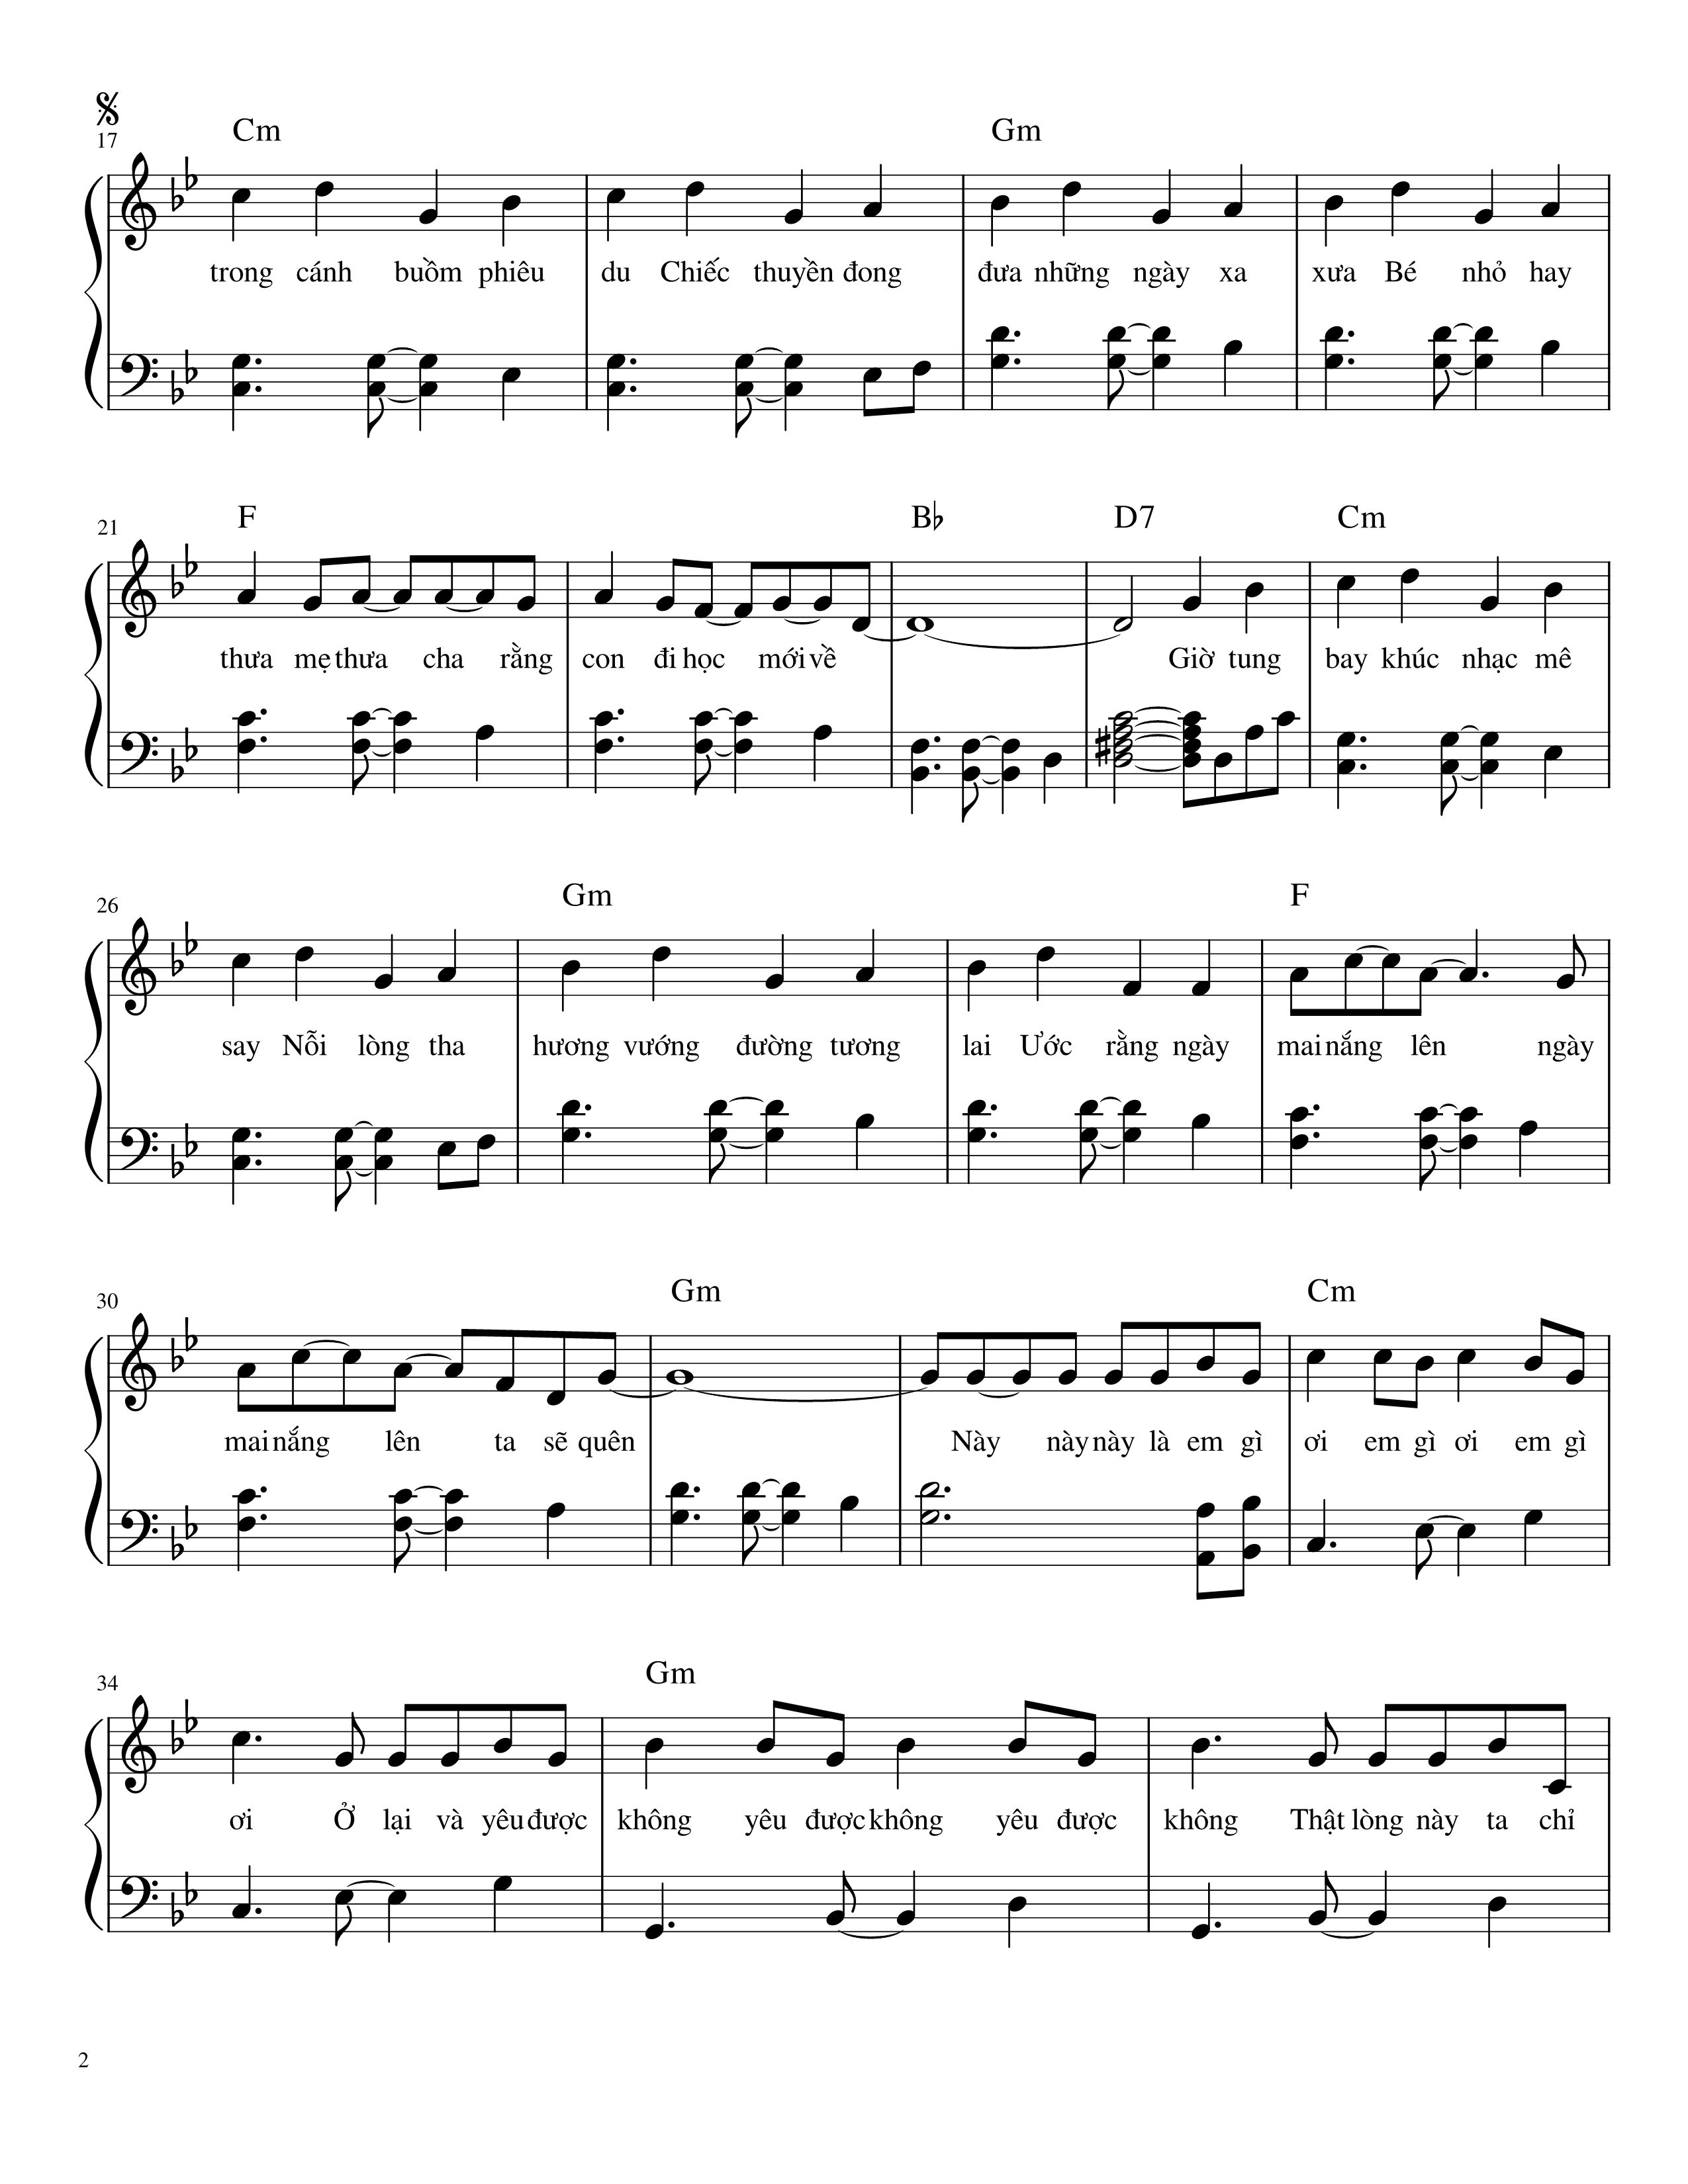 17 Cm Gm
trong cánh buồm phiêu du Chiếc thuyền đong đưa những ngày xa xưa Bé nhỏ hay
21 F B♭ D7 Cm
thưa mẹ thưa cha rằng con đi học mới về Giờ tung bay khúc nhạc mê
26 Gm F
say Nỗi lòng tha hương vướng đường tương lai Ước rằng ngày mai nắng lên ngày
30 Gm Cm
mai nắng lên ta sẽ quên Này này này là em gì ơi em gì ơi em gì
34 Gm
ơi Ở lại và yêu được không yêu được không yêu được không Thật lòng này ta chỉ
2